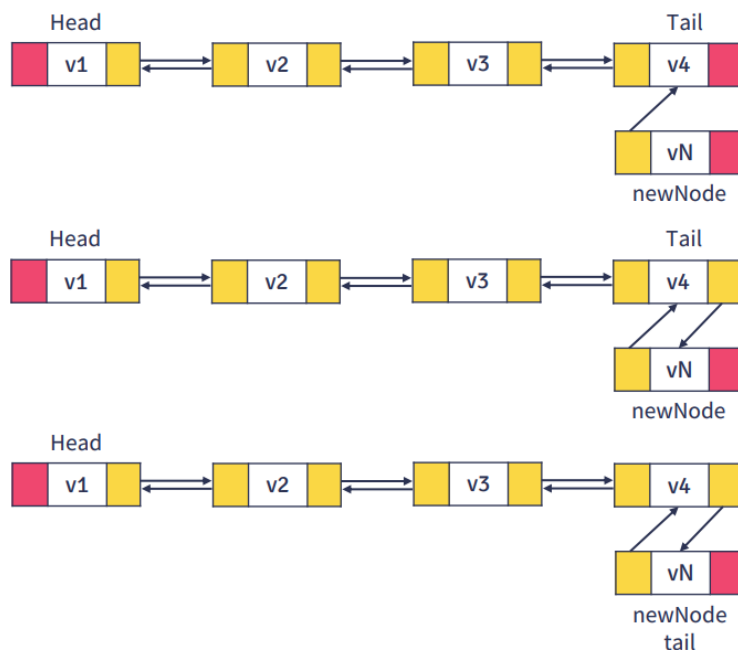 Head Tail
v1 v2 v3 v4
vN
newNode
Head Tail
v1 v2 v3 v4
vN
newNode
Head
v1 v2 v3 v4
vN
newNode
tail